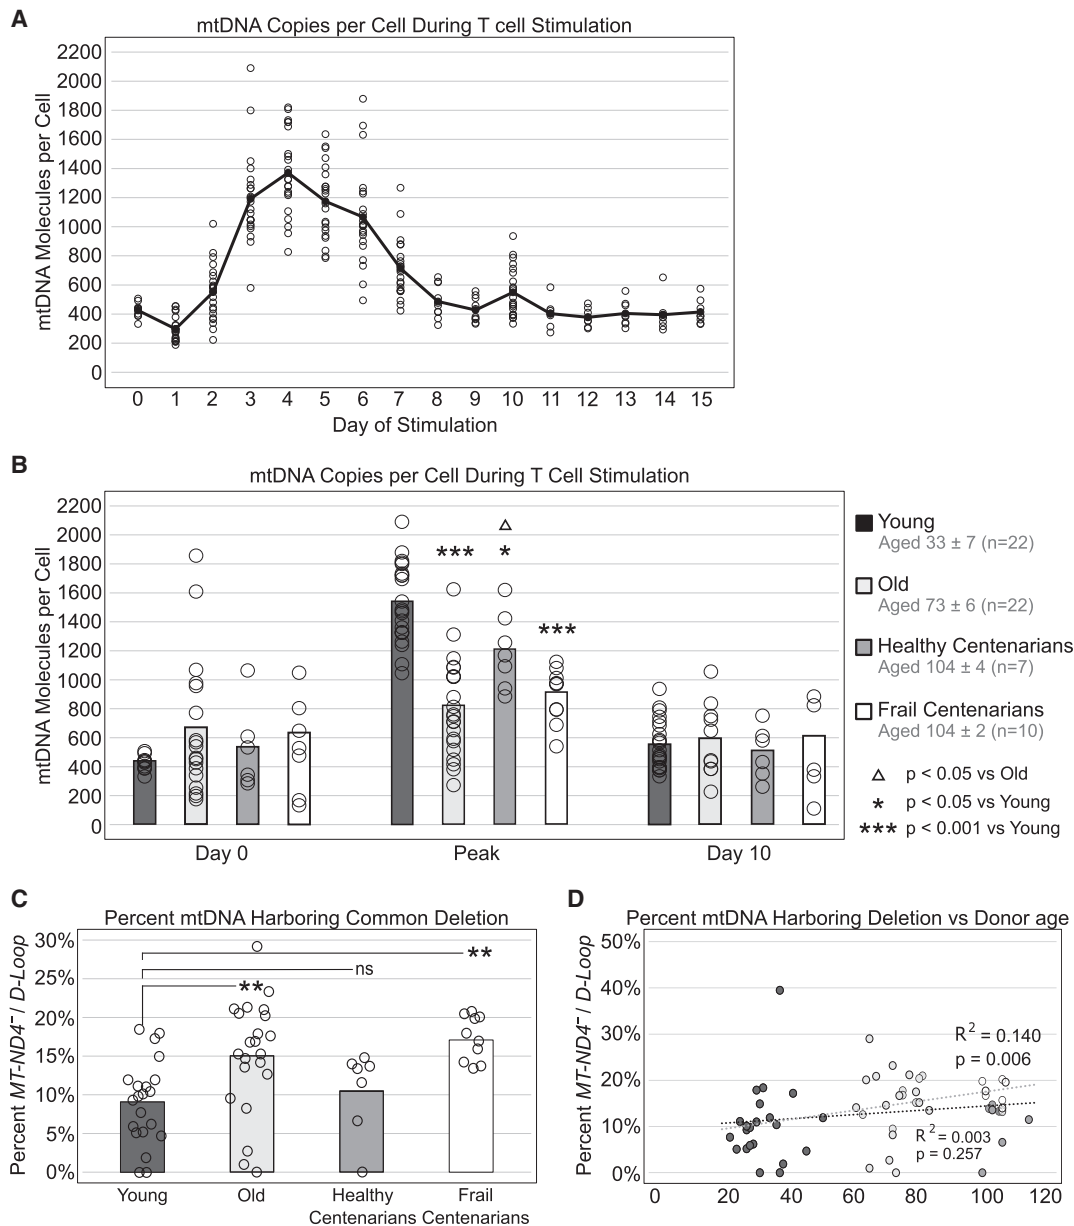 A
mtDNA Copies per Cell During T cell Stimulation
mtDNA Molecules per Cell
2200
2000
1800
1600
1400
1200
1000
800
600
400
200
0
0 1 2 3 4 5 6 7 8 9 10 11 12 13 14 15
Day of Stimulation
B
mtDNA Copies per Cell During T Cell Stimulation
mtDNA Molecules per Cell
2200
2000
1800
1600
1400
1200
1000
800
600
400
200
0
***
*
***
Day 0 Peak Day 10
Young
Aged 33 ± 7 (n=22)
Old
Aged 73 ± 6 (n=22)
Healthy Centenarians
Aged 104 ± 4 (n=7)
Frail Centenarians
Aged 104 ± 2 (n=10)
△ p < 0.05 vs Old
* p < 0.05 vs Young
*** p < 0.001 vs Young
C
Percent mtDNA Harboring Common Deletion
Percent MT-ND4⁻ / D-Loop
30%
25%
20%
15%
10%
5%
0%
**
ns
**
Young Old Healthy Frail
Centenarians Centenarians
D
Percent mtDNA Harboring Deletion vs Donor age
Percent MT-ND4⁻ / D-Loop
50%
40%
30%
20%
10%
0%
R² = 0.140
p = 0.006
R² = 0.003
p = 0.257
0 20 40 60 80 100 120